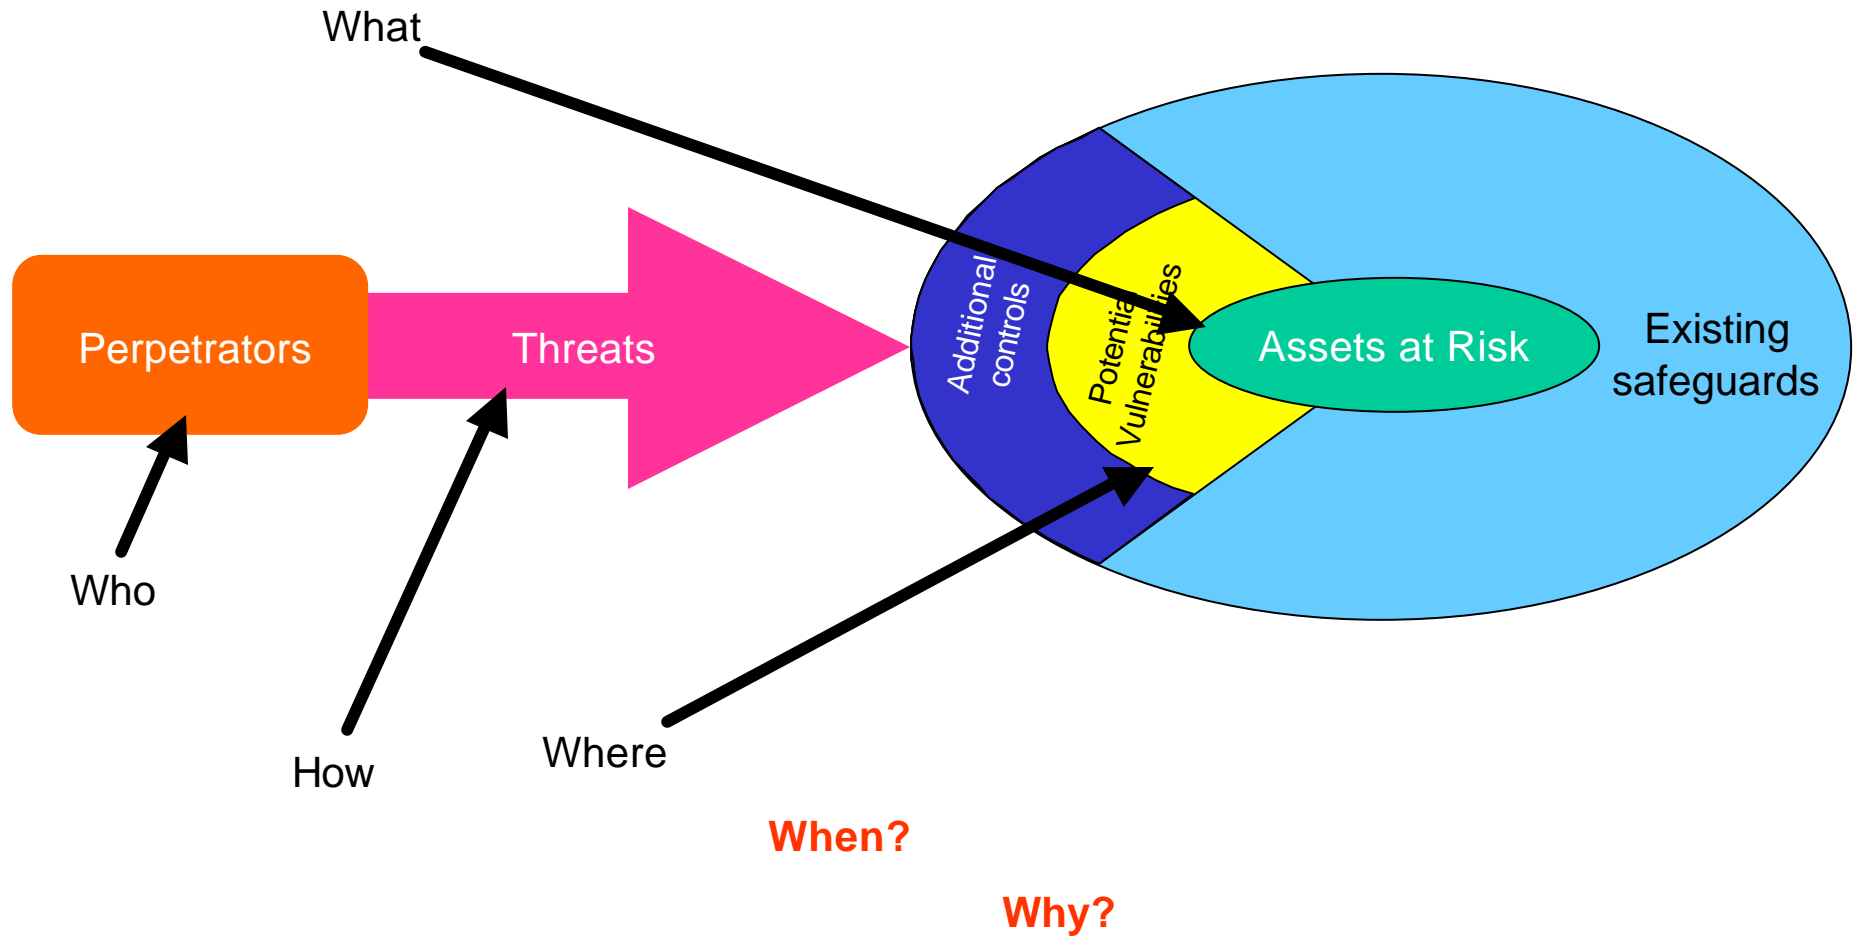 What
Perpetrators
Threats
Additional
controls
Potential
Vulnerabilities
Assets at Risk
Existing
safeguards
Who
How
Where
When?
Why?